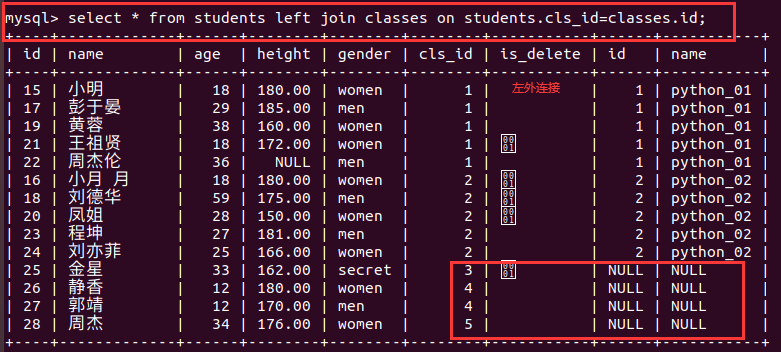 mysql> select * from students left join classes on students.cls_id=classes.id;
+----+-----------+------+--------+--------+--------+-----------+------+-----------+
| id | name | age | height | gender | cls_id | is_delete | id | name |
+----+-----------+------+--------+--------+--------+-----------+------+-----------+
| 15 | 小明 | 18 | 180.00 | women | 1 | 左外连接 | 1 | python_01 |
| 17 | 彭于晏 | 29 | 185.00 | men | 1 | | 1 | python_01 |
| 19 | 黄蓉 | 38 | 160.00 | women | 1 | | 1 | python_01 |
| 21 | 王祖贤 | 18 | 172.00 | women | 1 | 0001 | 1 | python_01 |
| 22 | 周杰伦 | 36 | NULL | men | 1 | | 1 | python_01 |
| 16 | 小月 月 | 18 | 180.00 | women | 2 | 0001 | 2 | python_02 |
| 18 | 刘德华 | 59 | 175.00 | men | 2 | 0001 | 2 | python_02 |
| 20 | 凤姐 | 28 | 150.00 | women | 2 | 0001 | 2 | python_02 |
| 23 | 程坤 | 27 | 181.00 | men | 2 | | 2 | python_02 |
| 24 | 刘亦菲 | 25 | 166.00 | women | 2 | | 2 | python_02 |
| 25 | 金星 | 33 | 162.00 | secret | 3 | 0001 | NULL | NULL |
| 26 | 静香 | 12 | 180.00 | women | 4 | | NULL | NULL |
| 27 | 郭靖 | 12 | 170.00 | men | 4 | | NULL | NULL |
| 28 | 周杰 | 34 | 176.00 | women | 5 | | NULL | NULL |
+----+-----------+------+--------+--------+--------+-----------+------+-----------+